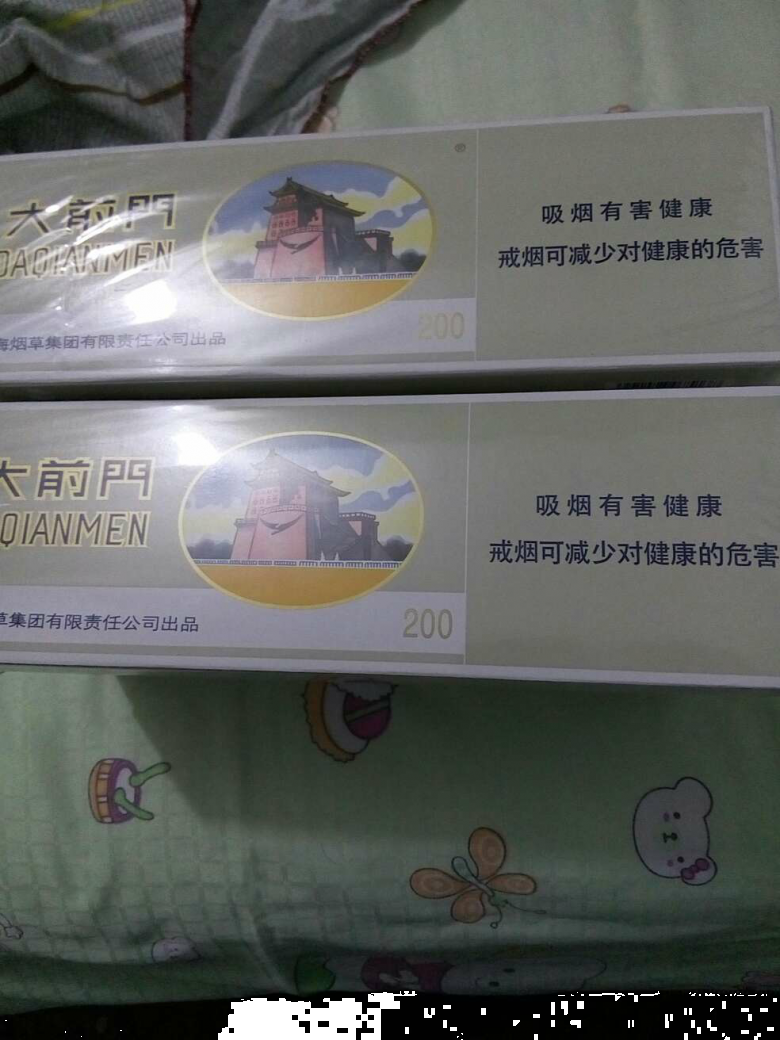 大前門
DAQIANMEN
海烟草集团有限责任公司出品
200
吸烟有害健康
戒烟可减少对健康的危害
大前門
QIANMEN
草集团有限责任公司出品
200
吸烟有害健康
戒烟可减少对健康的危害